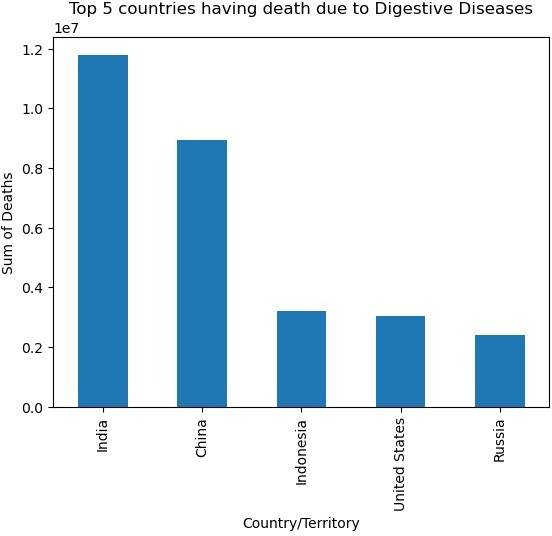 Top 5 countries having death due to Digestive Diseases
1e7
1.2
1.0
0.8
0.6
0.4
0.2
0.0
Sum of Deaths
India
China
Indonesia
United States
Russia
Country/Territory